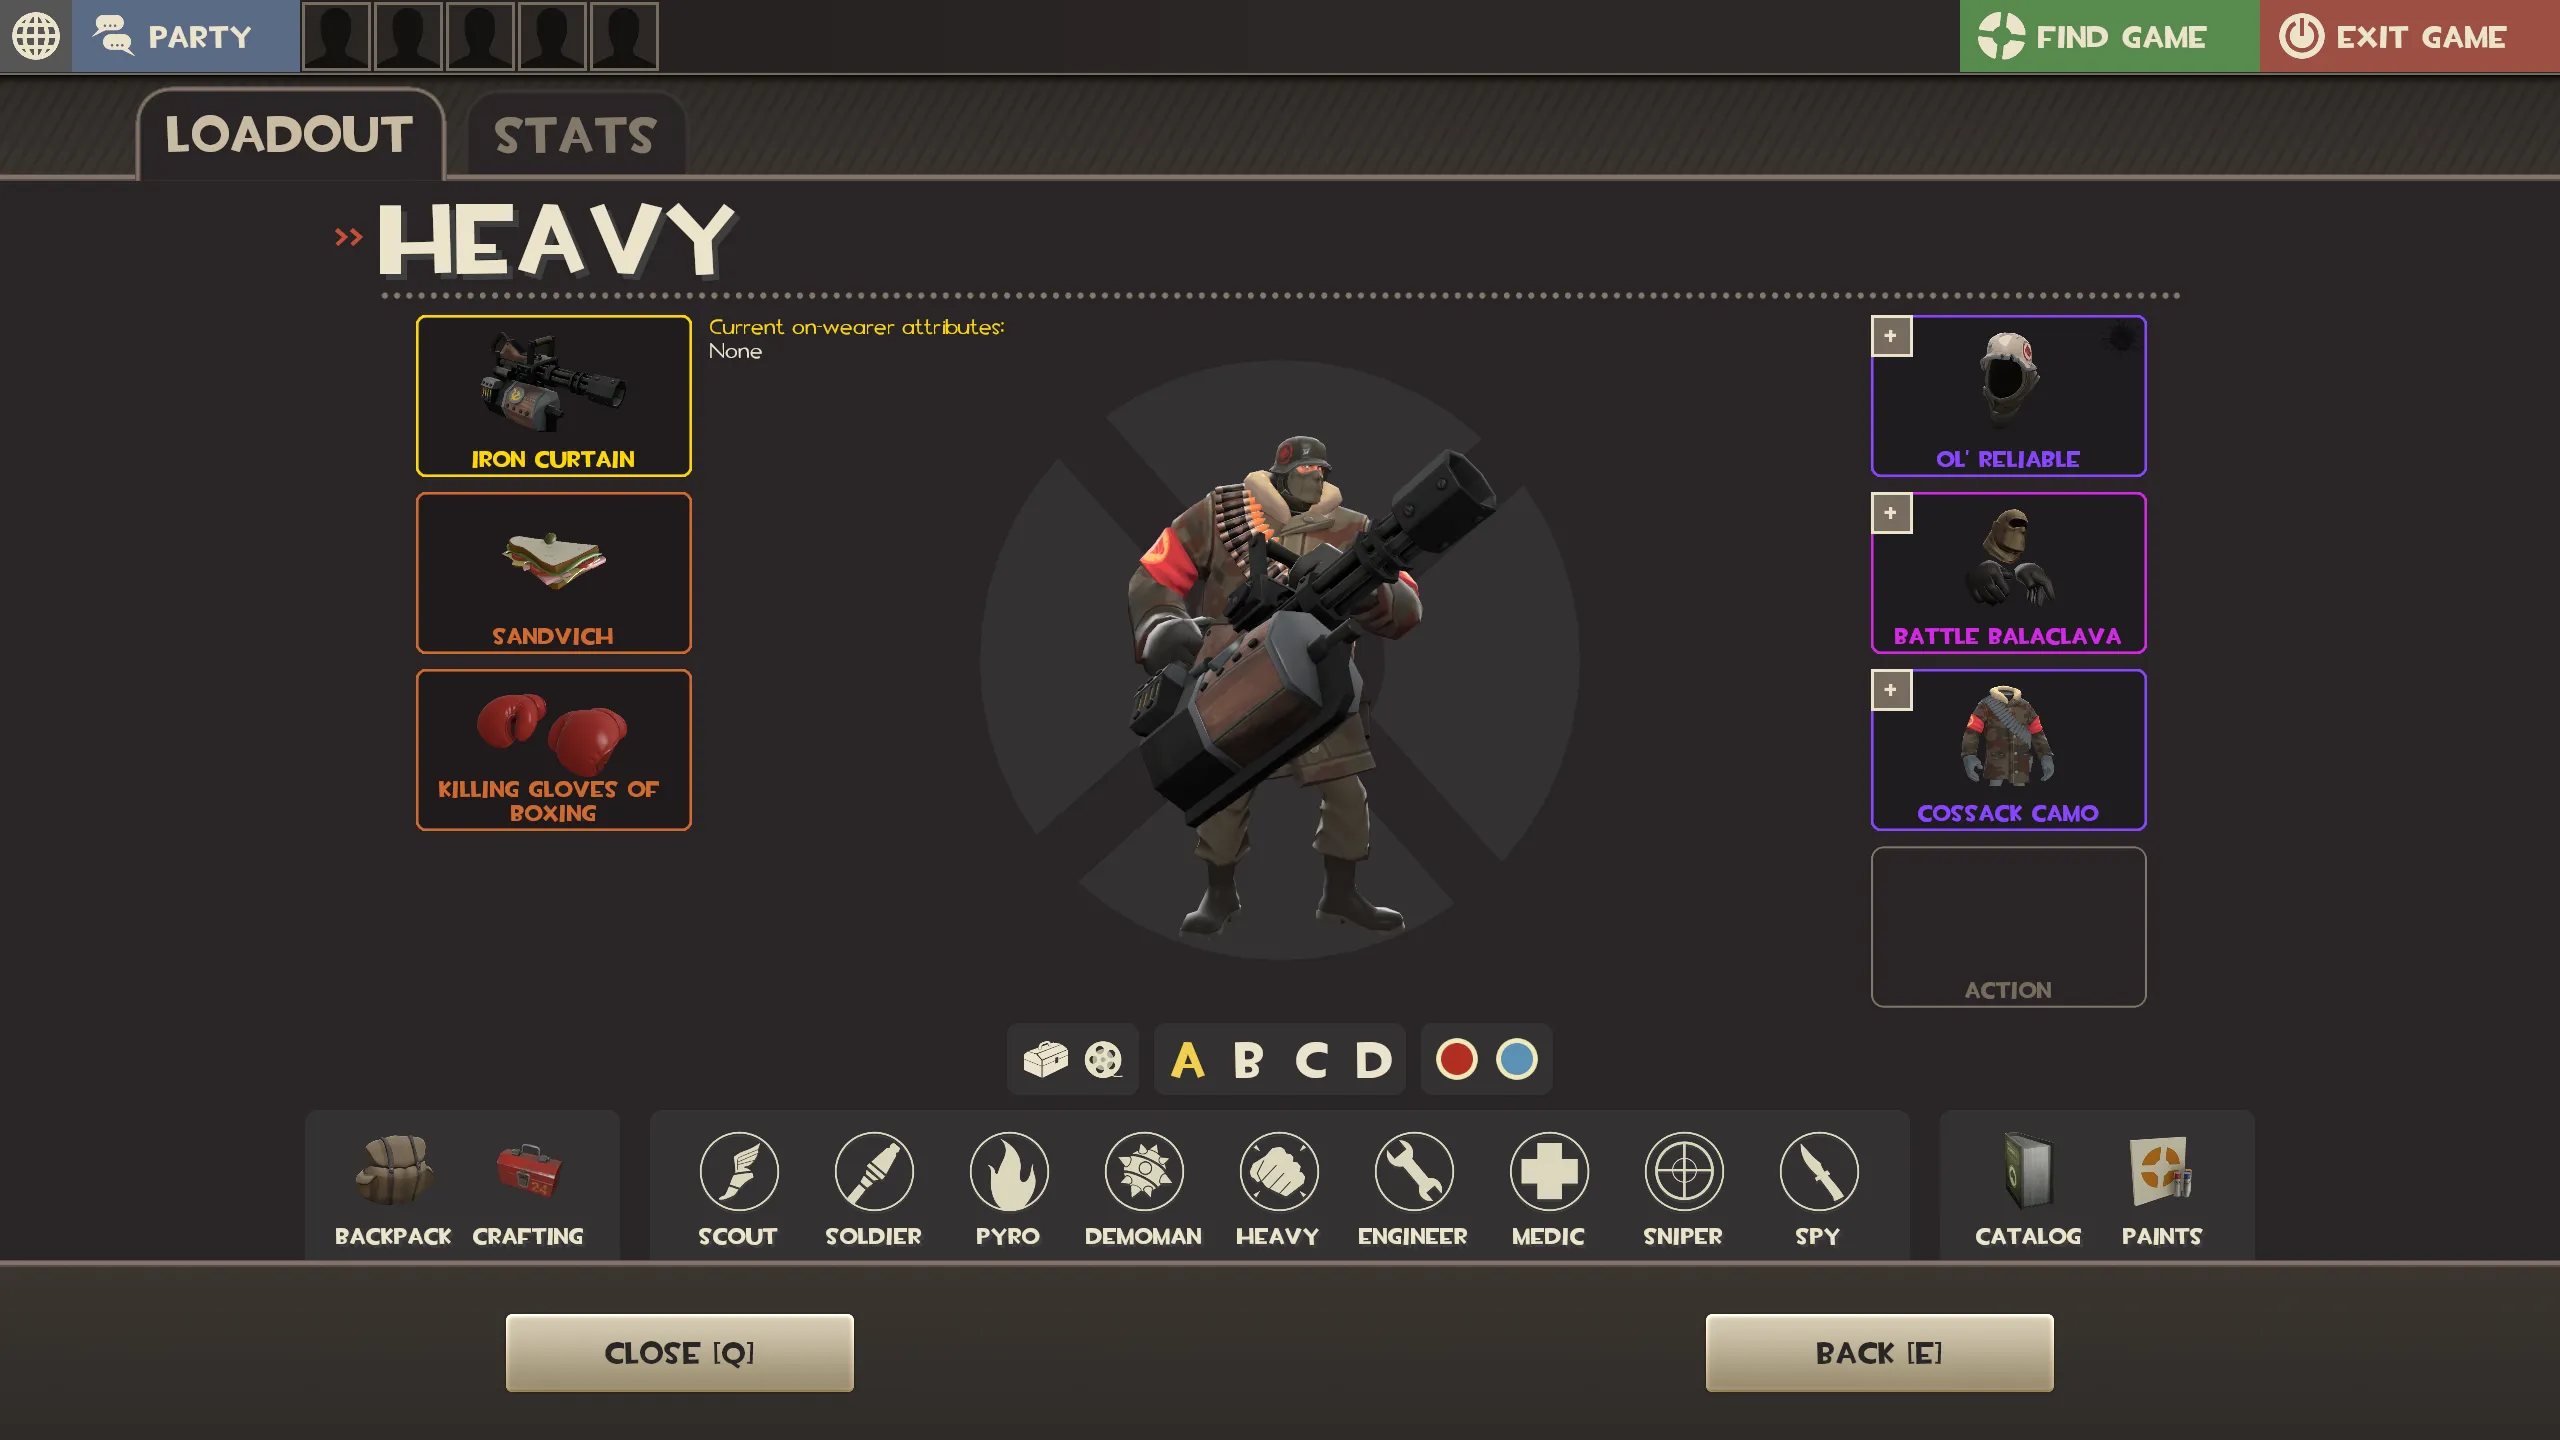 PARTY
FIND GAME
EXIT GAME
LOADOUT
STATS
>> HEAVY
Current on-wearer attributes:
None
IRON CURTAIN
SANDVICH
KILLING GLOVES OF
BOXING
+
OL' RELIABLE
+
BATTLE BALACLAVA
+
COSSACK CAMO
ACTION
A B C D
BACKPACK
CRAFTING
SCOUT
SOLDIER
PYRO
DEMOMAN
HEAVY
ENGINEER
MEDIC
SNIPER
SPY
CATALOG
PAINTS
CLOSE [Q]
BACK [E]